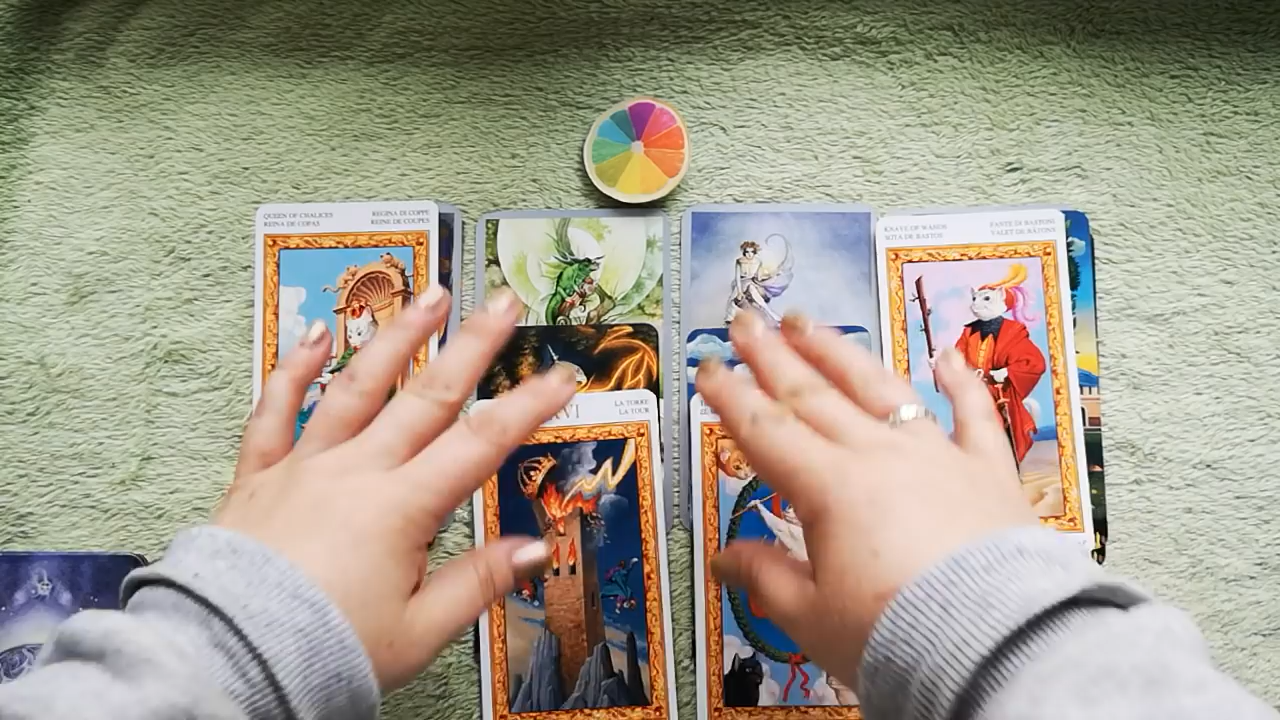 QUEEN OF CHALICES
REINA DE COPAS
REGINA DI COPPE
REINE DE COUPES
KNAVE OF WANDS
SOTA DE BASTOS
FANTE DI BASTONI
VALET DE BÂTONS
XVI
LA TORRE
LA TOUR